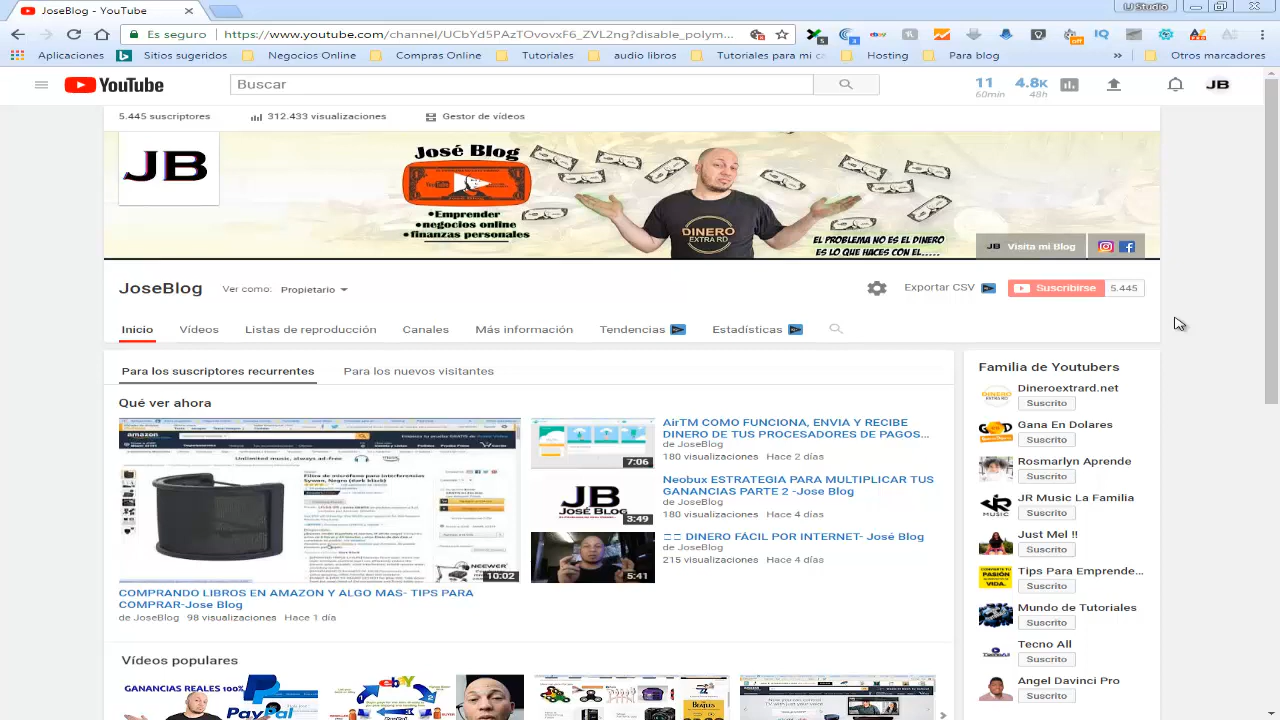 JoseBlog - YouTube
LJ Studio
Es seguro
https://www.youtube.com/channel/UCbYd5PAzTOvovxF6_ZVL2ng?disable_polym...
Aplicaciones
Sitios sugeridos
Negocios Online
Tutoriales
audio libros
Tutoriales para mi ca
Hosting
Para blog
»
Otros marcadores
YouTube
Buscar
11
60min
4.8K
48h
JB
5.445 suscriptores
312.433 visualizaciones
Gestor de vídeos
JB
José Blog
YouTube
•Emprender
•negocios online
•finanzas personales
DINERO
EXTRA RD
EL PROBLEMA NO ES EL DINERO
ES LO QUE HACES CON EL.....
JB Visita mi Blog
JoseBlog
Ver como: Propietario
Exportar CSV
Suscribirse 5.445
Inicio
Vídeos
Listas de reproducción
Canales
Más información
Tendencias
Estadísticas
Para los suscriptores recurrentes
Para los nuevos visitantes
Qué ver ahora
amazon
10:02
COMPRANDO LIBROS EN AMAZON Y ALGO MAS- TIPS PARA
COMPRAR-Jose Blog
de JoseBlog 98 visualizaciones Hace 1 día
7:06
AirTM COMO FUNCIONA, ENVIA Y RECIBE
DINERO DE TUS PROCESADORES DE PAGOS...
de JoseBlog
180 visualizaciones Hace 2 días
JB
JOSE BLOG
3:49
Neobux ESTRATEGIA PARA MULTIPLICAR TUS
GANANCIAS PARTE 2 -Jose Blog
de JoseBlog
180 visualizaciones Hace 4 días
5:41
DINERO FACIL POR INTERNET- José Blog
de JoseBlog
215 visualizaciones Hace 4 días
Vídeos populares
GANANCIAS REALES 100%
PayPal
ebay
Familia de Youtubers
Dineroextrard.net
Suscrito
Gana En Dolares
Suscrito
Rosmarlyn Aprende
Suscrito
JR Music La Familia
Suscrito
Just Mel !!
Suscrito
Tips Para Emprende...
Suscrito
Mundo de Tutoriales
Suscrito
Tecno All
Suscrito
Angel Davinci Pro
Suscrito